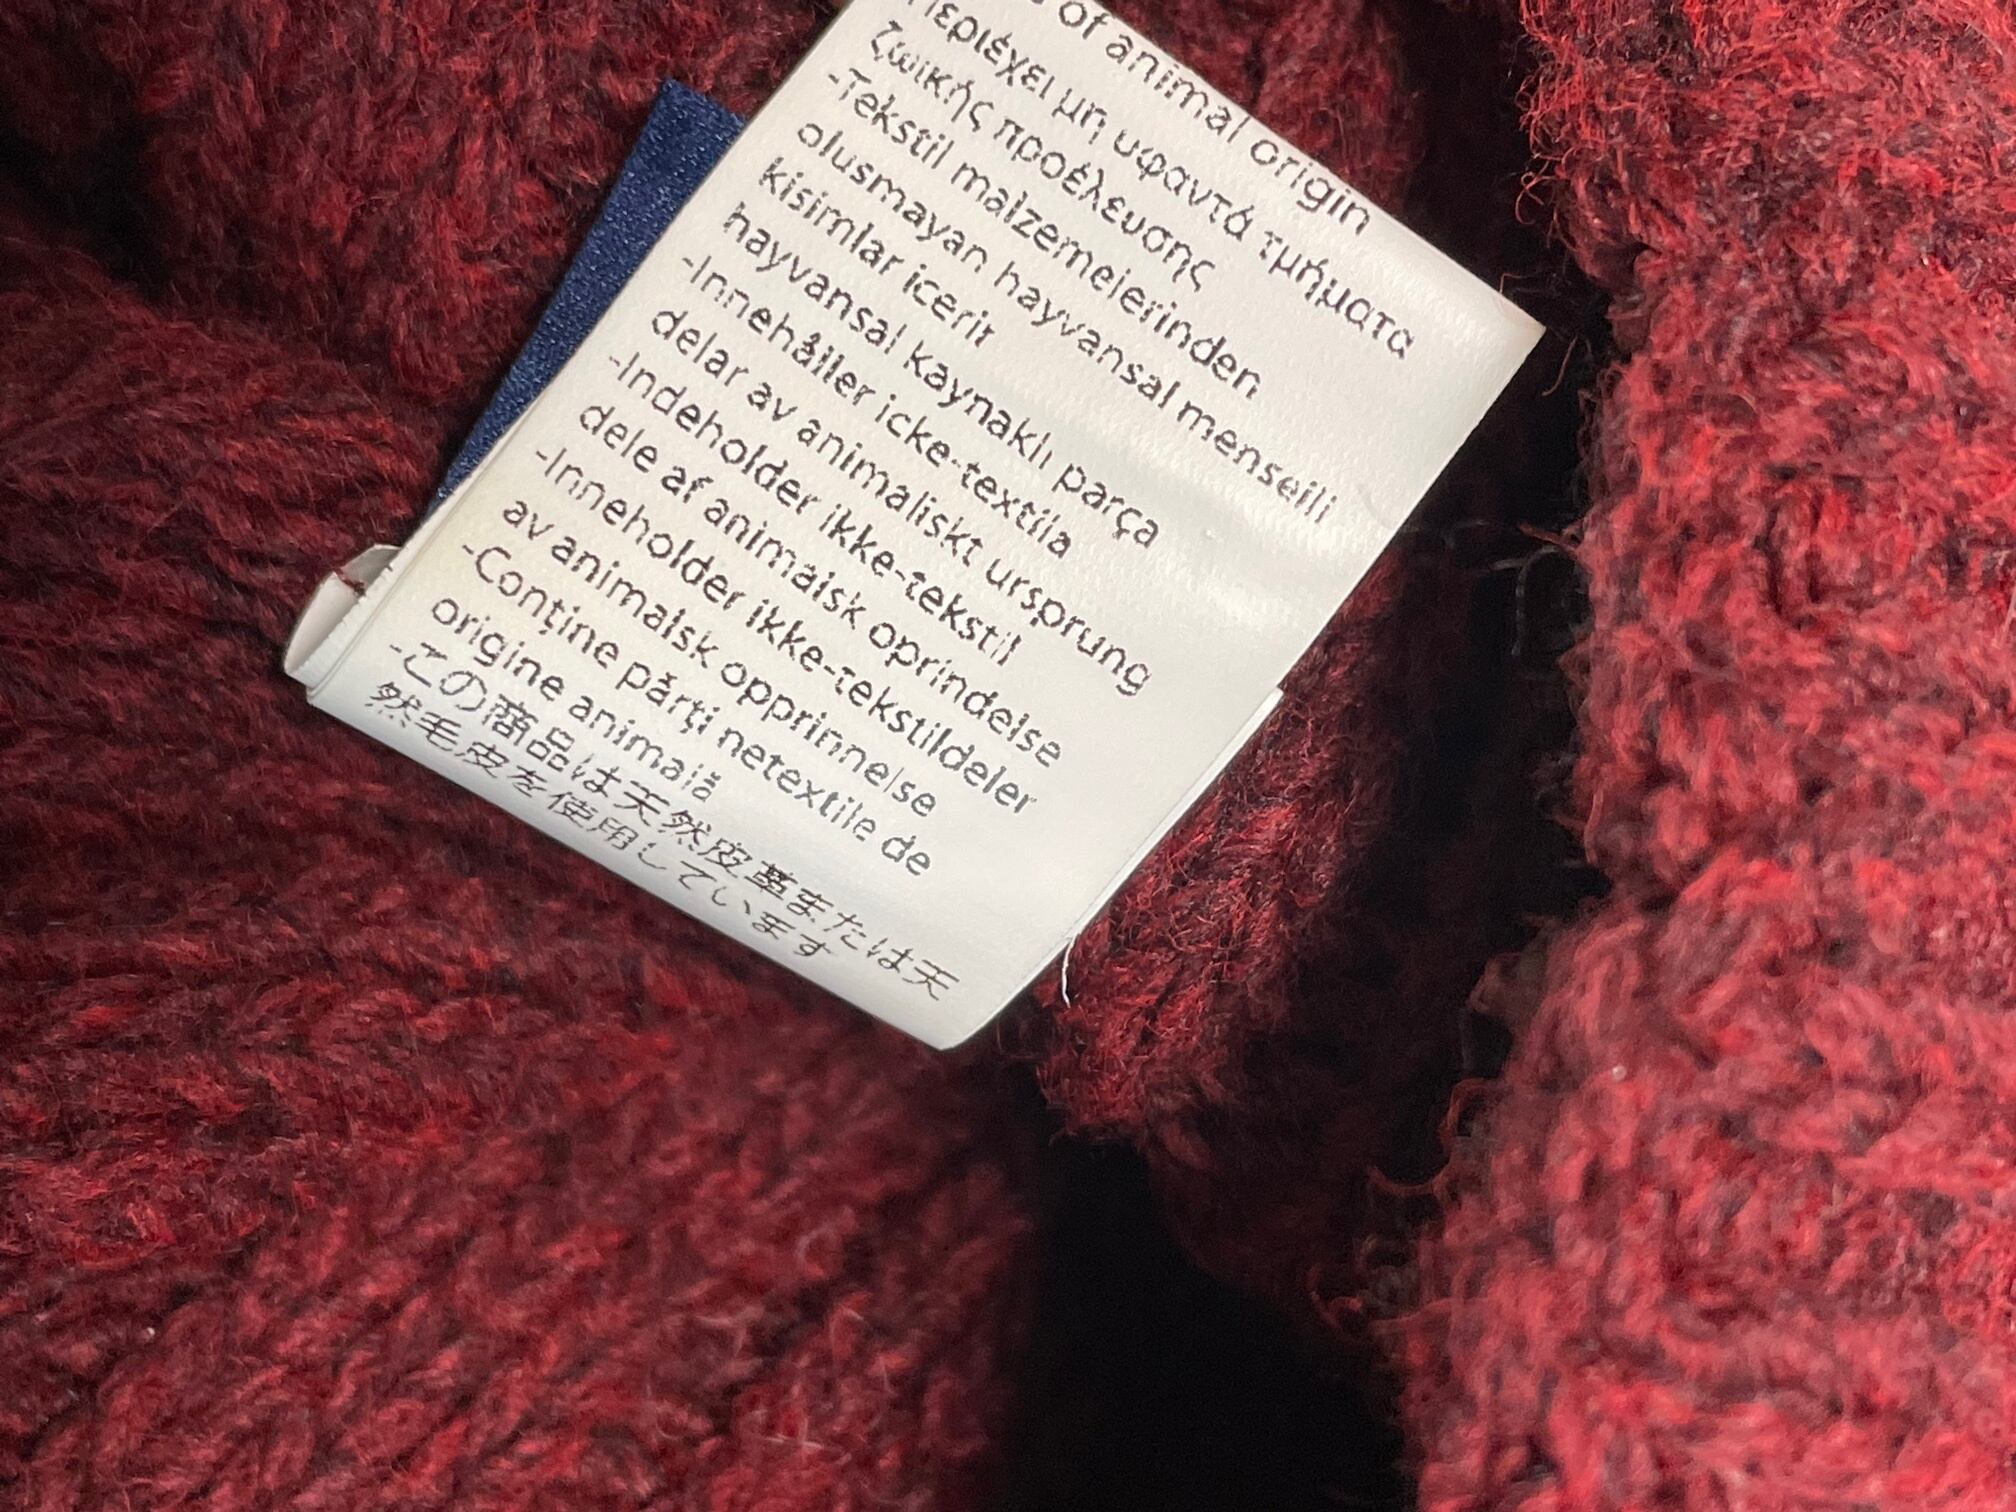 of animal origin
Περιέχει μη υφαντά τμήματα
ζωικής προέλευσης
-Tekstil malzemelerinden
olusmayan hayvansal menseili
kisimlar icerir
hayvansal kaynaklı parça
-Innehåller icke-textila
delar av animaliskt ursprung
-Indeholder ikke-tekstil
dele af animalsk oprindelse
-Inneholder ikke-tekstildeler
av animalsk opprinnelse
-Conţine părţi netextile de
origine animală
-この商品は天然皮革または天
然毛皮を使用しています